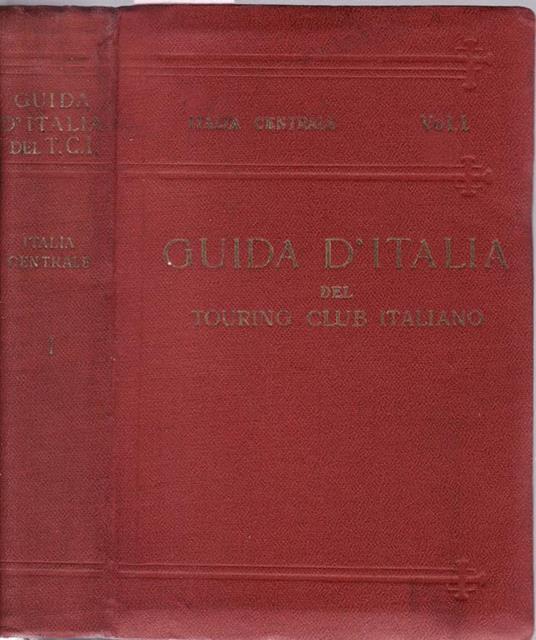 GUIDA
D'ITALIA
DEL T.C.I.
ITALIA
CENTRALE
I
ITALIA CENTRALE Vol. I
GUIDA D'ITALIA
DEL
TOURING CLUB ITALIANO